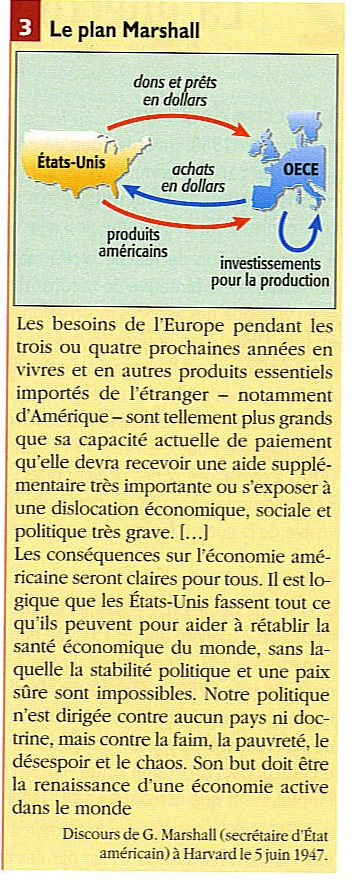 3 Le plan Marshall
dons et prêts
en dollars
États-Unis
OECE
achats
en dollars
produits
américains
investissements
pour la production
Les besoins de l'Europe pendant les
trois ou quatre prochaines années en
vivres et en autres produits essentiels
importés de l'étranger – notamment
d'Amérique – sont tellement plus grands
que sa capacité actuelle de paiement
qu'elle devra recevoir une aide supplé-
mentaire très importante ou s'exposer à
une dislocation économique, sociale et
politique très grave. […]
Les conséquences sur l'économie amé-
ricaine seront claires pour tous. Il est lo-
gique que les États-Unis fassent tout ce
qu'ils peuvent pour aider à rétablir la
santé économique du monde, sans la-
quelle la stabilité politique et une paix
sûre sont impossibles. Notre politique
n'est dirigée contre aucun pays ni doc-
trine, mais contre la faim, la pauvreté, le
désespoir et le chaos. Son but doit être
la renaissance d'une économie active
dans le monde
Discours de G. Marshall (secrétaire d'État
américain) à Harvard le 5 juin 1947.